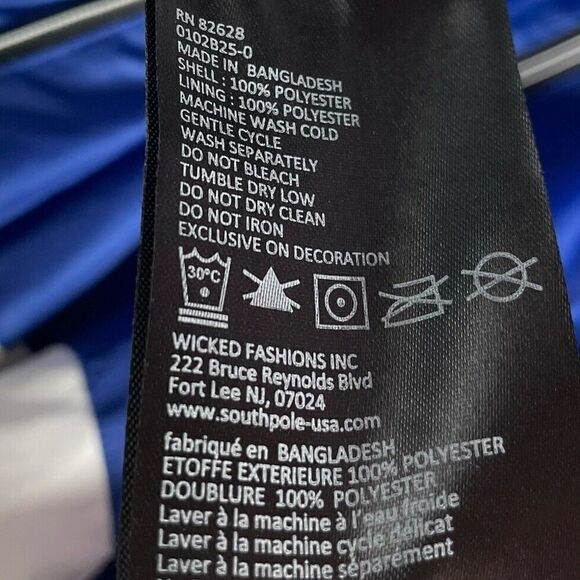 RN 82628
0102B25-0
MADE IN BANGLADESH
SHELL : 100% POLYESTER
LINING : 100% POLYESTER
MACHINE WASH COLD
GENTLE CYCLE
WASH SEPARATELY
DO NOT BLEACH
TUMBLE DRY LOW
DO NOT DRY CLEAN
DO NOT IRON
EXCLUSIVE ON DECORATION
30°C
WICKED FASHIONS INC
222 Bruce Reynolds Blvd
Fort Lee NJ, 07024
www.southpole-usa.com
fabriqué en BANGLADESH
ETOFFE EXTERIEURE 100% POLYESTER
DOUBLURE 100% POLYESTER
Laver à la machine à l'eau froide
Laver à la machine cycle délicat
Laver à la machine séparément